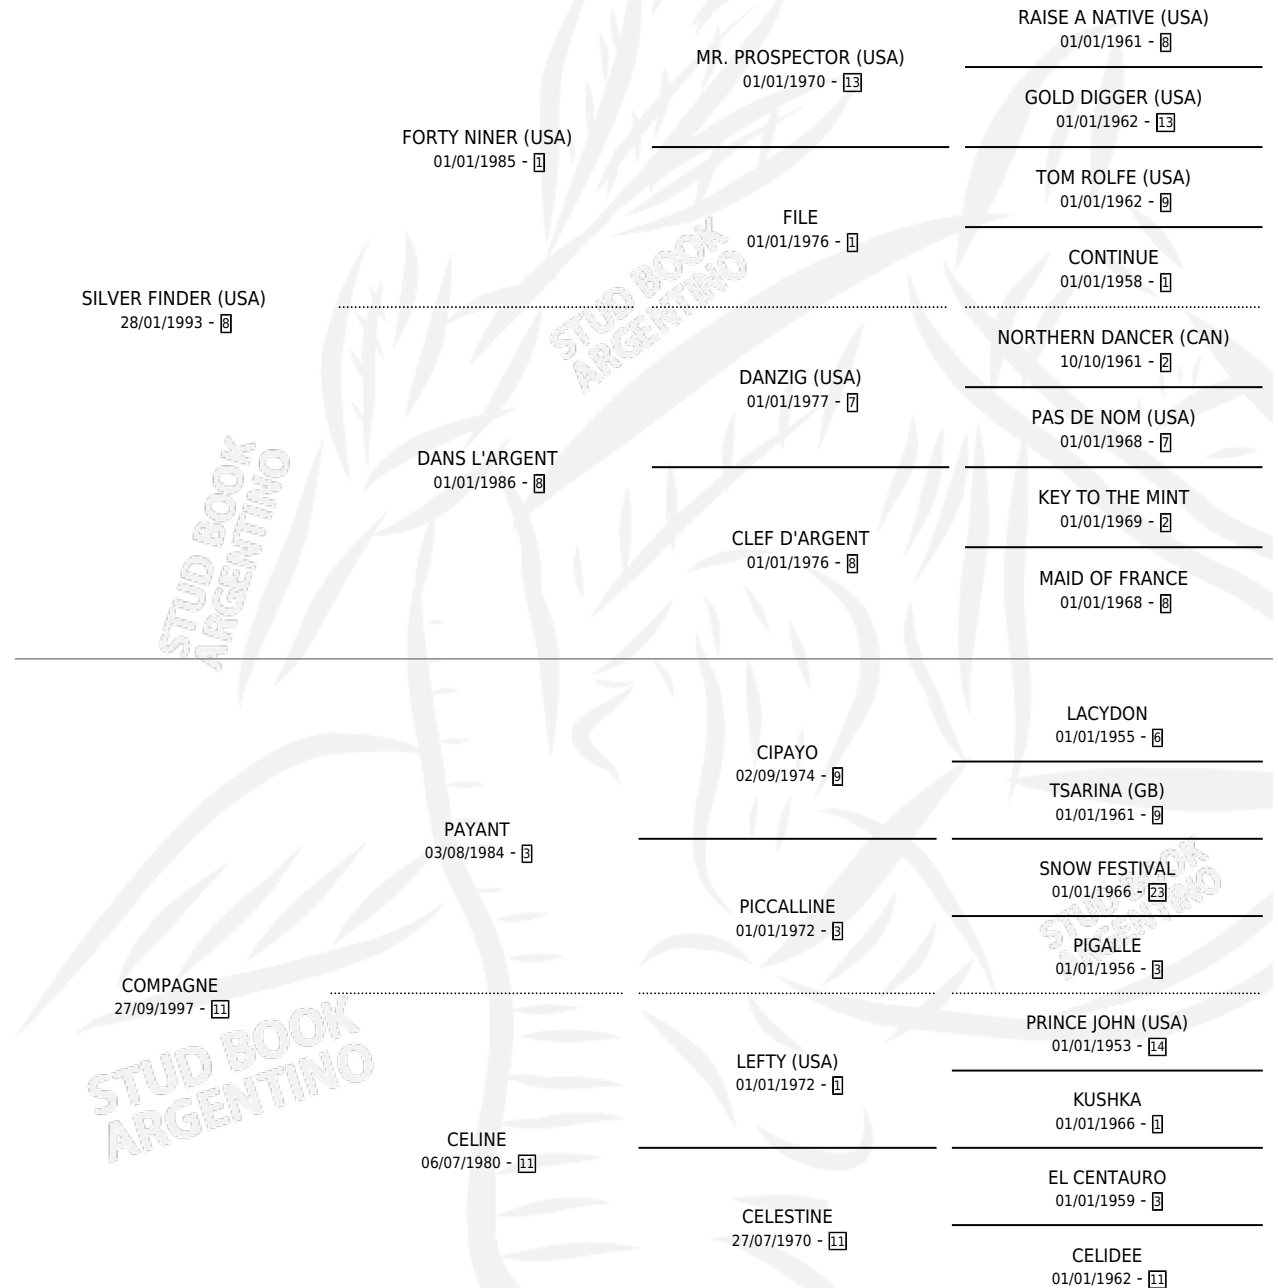 RAISE A NATIVE (USA)
01/01/1961 - 8
MR. PROSPECTOR (USA)
01/01/1970 - 13
GOLD DIGGER (USA)
01/01/1962 - 13
FORTY NINER (USA)
01/01/1985 - 1
TOM ROLFE (USA)
01/01/1962 - 9
FILE
01/01/1976 - 1
CONTINUE
01/01/1958 - 1
SILVER FINDER (USA)
28/01/1993 - 8
NORTHERN DANCER (CAN)
10/10/1961 - 2
DANZIG (USA)
01/01/1977 - 7
PAS DE NOM (USA)
01/01/1968 - 7
DANS L'ARGENT
01/01/1986 - 8
KEY TO THE MINT
01/01/1969 - 2
CLEF D'ARGENT
01/01/1976 - 8
MAID OF FRANCE
01/01/1968 - 8
LACYDON
01/01/1955 - 6
CIPAYO
02/09/1974 - 9
TSARINA (GB)
01/01/1961 - 9
PAYANT
03/08/1984 - 3
SNOW FESTIVAL
01/01/1966 - 23
PICCALLINE
01/01/1972 - 3
PIGALLE
01/01/1956 - 3
COMPAGNE
27/09/1997 - 11
PRINCE JOHN (USA)
01/01/1953 - 14
LEFTY (USA)
01/01/1972 - 1
KUSHKA
01/01/1966 - 1
CELINE
06/07/1980 - 11
EL CENTAURO
01/01/1959 - 3
CELESTINE
27/07/1970 - 11
CELIDEE
01/01/1962 - 11
STUD BOOK
ARGENTINO
STUD BOOK
ARGENTINO
STUD BOOK
ARGENTINO
STUD BOOK
ARGENTINO